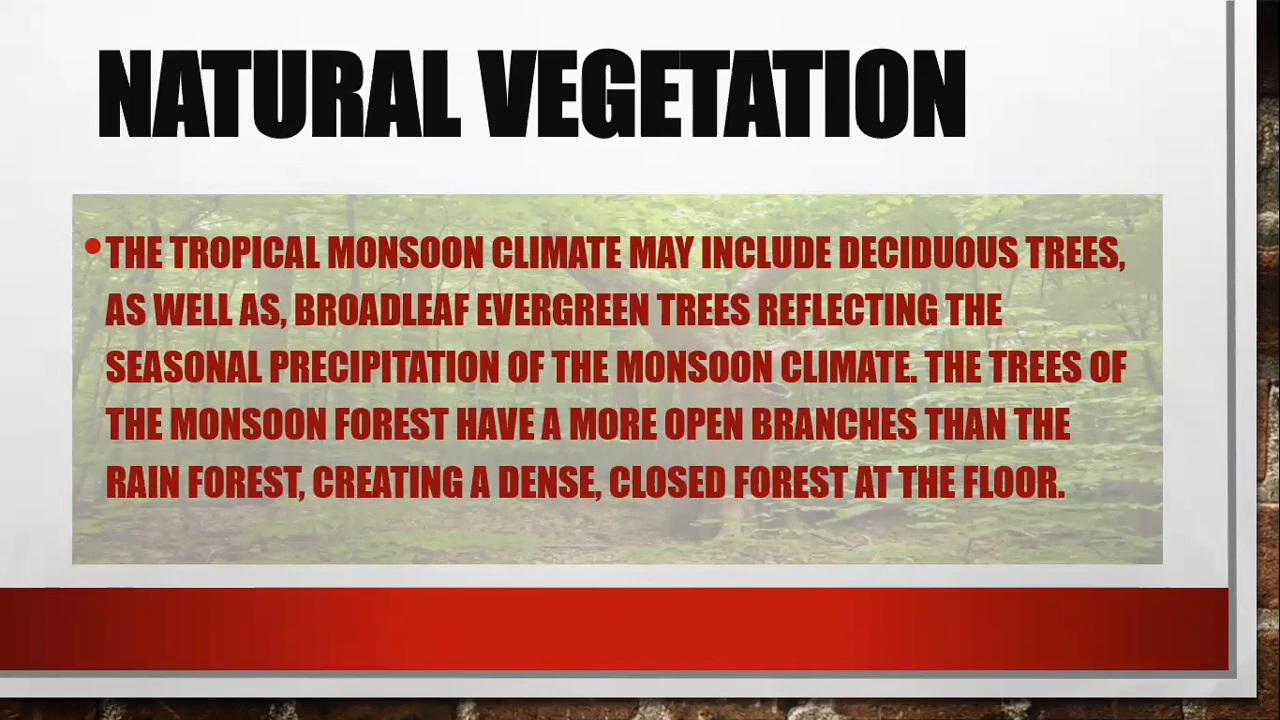 NATURAL VEGETATION
•THE TROPICAL MONSOON CLIMATE MAY INCLUDE DECIDUOUS TREES,
AS WELL AS, BROADLEAF EVERGREEN TREES REFLECTING THE
SEASONAL PRECIPITATION OF THE MONSOON CLIMATE. THE TREES OF
THE MONSOON FOREST HAVE A MORE OPEN BRANCHES THAN THE
RAIN FOREST, CREATING A DENSE, CLOSED FOREST AT THE FLOOR.